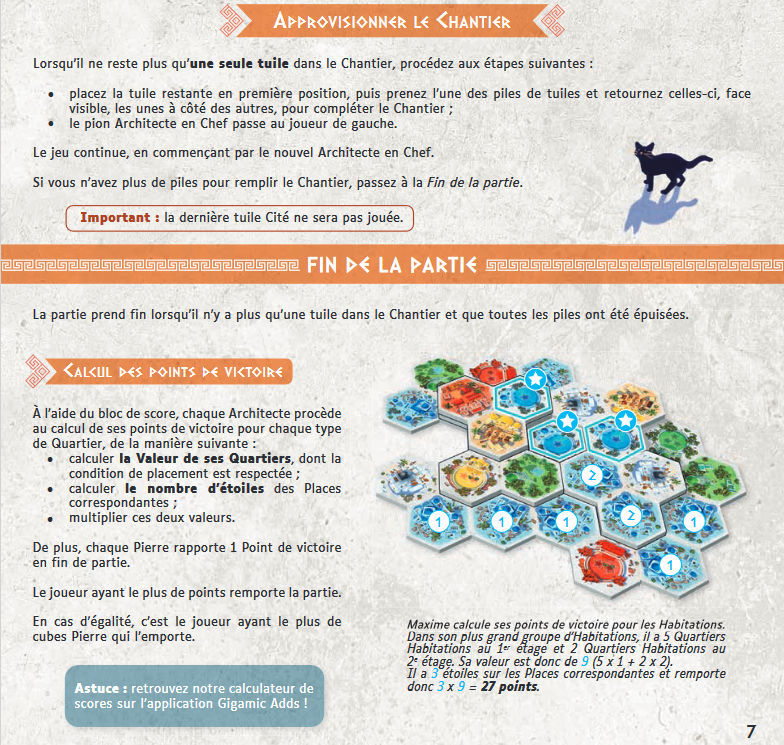 APPROVISIONNER LE CHANTIER
Lorsqu'il ne reste plus qu'une seule tuile dans le Chantier, procédez aux étapes suivantes :
• placez la tuile restante en première position, puis prenez l'une des piles de tuiles et retournez celles-ci, face
visible, les unes à côté des autres, pour compléter le Chantier ;
• le pion Architecte en Chef passe au joueur de gauche.
Le jeu continue, en commençant par le nouvel Architecte en Chef.
Si vous n'avez plus de piles pour remplir le Chantier, passez à la Fin de la partie.
Important : la dernière tuile Cité ne sera pas jouée.
FIN DE LA PARTIE
La partie prend fin lorsqu'il n'y a plus qu'une tuile dans le Chantier et que toutes les piles ont été épuisées.
CALCUL DES POINTS DE VICTOIRE
À l'aide du bloc de score, chaque Architecte procède
au calcul de ses points de victoire pour chaque type
de Quartier, de la manière suivante :
• calculer la Valeur de ses Quartiers, dont la
condition de placement est respectée ;
• calculer le nombre d'étoiles des Places
correspondantes ;
• multiplier ces deux valeurs.
De plus, chaque Pierre rapporte 1 Point de victoire
en fin de partie.
Le joueur ayant le plus de points remporte la partie.
En cas d'égalité, c'est le joueur ayant le plus de
cubes Pierre qui l'emporte.
Astuce : retrouvez notre calculateur de
scores sur l'application Gigamic Adds !
2
1 1 1 2 1
1
Maxime calcule ses points de victoire pour les Habitations.
Dans son plus grand groupe d'Habitations, il a 5 Quartiers
Habitations au 1er étage et 2 Quartiers Habitations au
2e étage. Sa valeur est donc de 9 (5 x 1 + 2 x 2).
Il a 3 étoiles sur les Places correspondantes et remporte
donc 3 x 9 = 27 points.
7